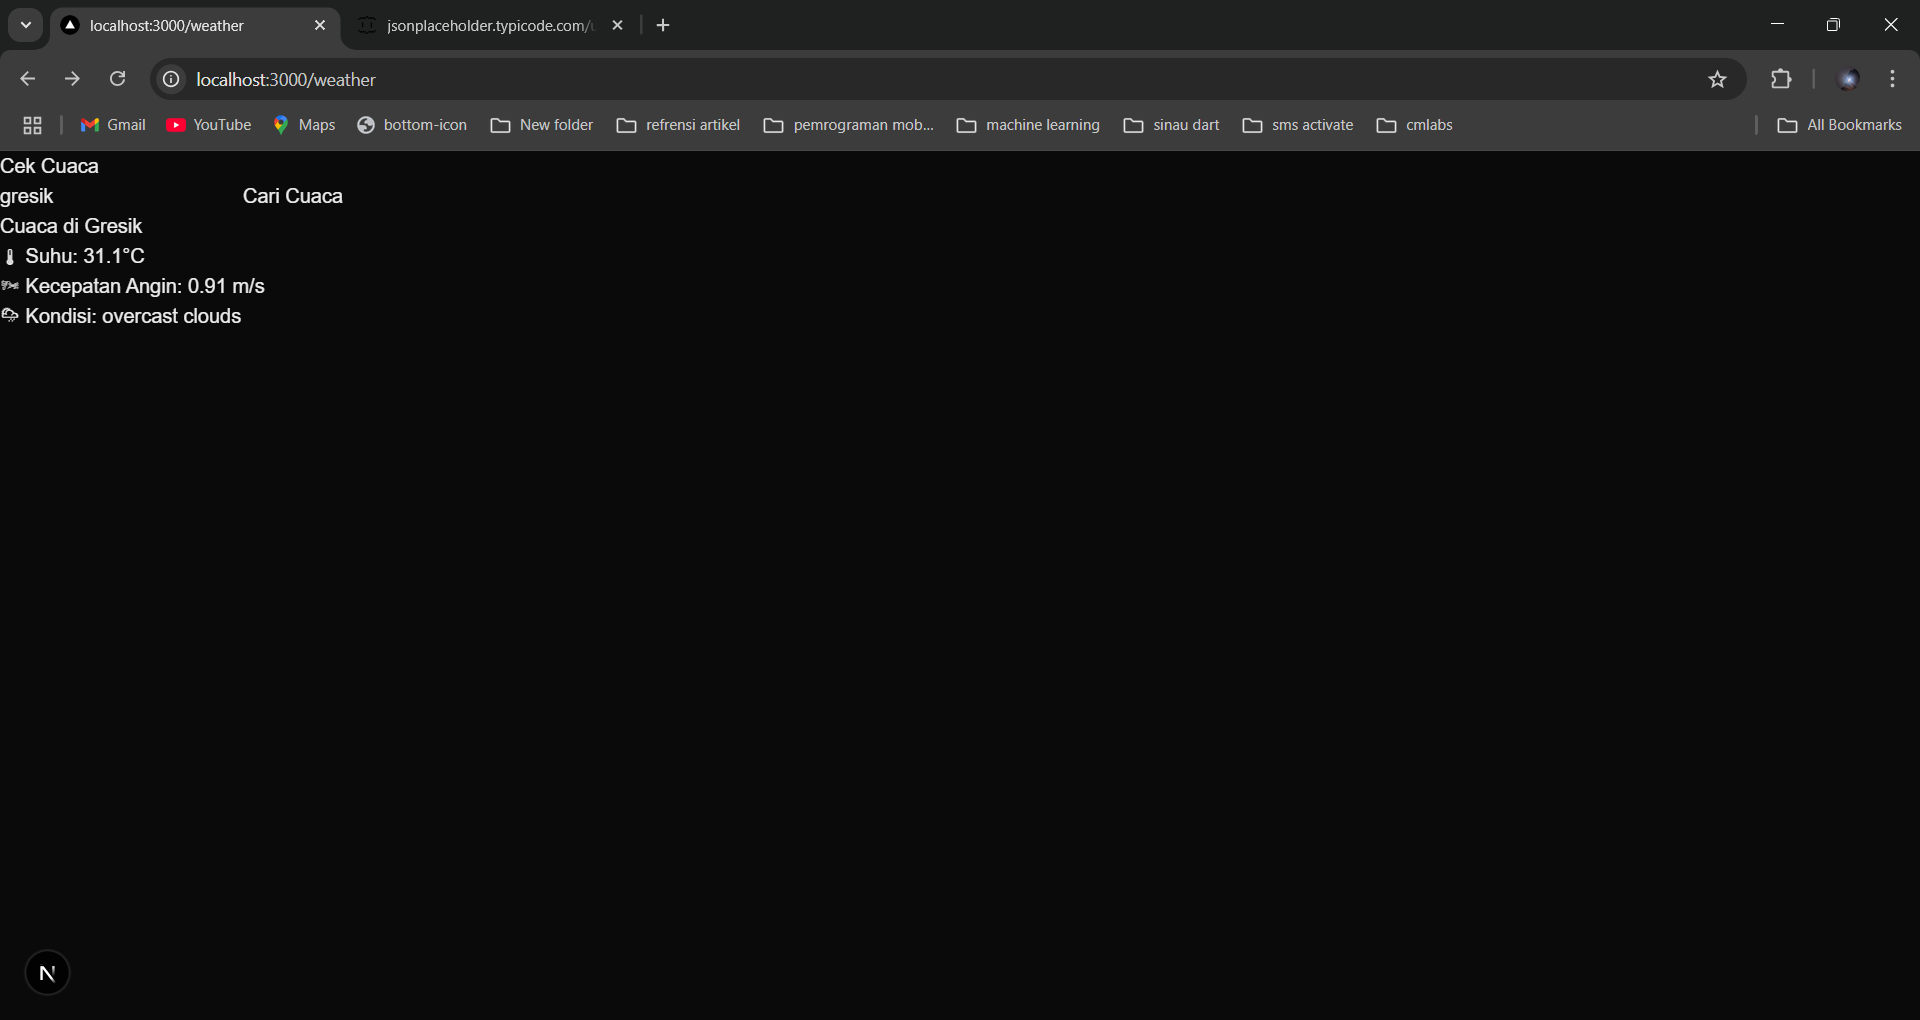 localhost:3000/weather
jsonplaceholder.typicode.com/u
localhost:3000/weather
Gmail YouTube Maps bottom-icon New folder refrensi artikel pemrograman mob... machine learning sinau dart sms activate cmlabs All Bookmarks
Cek Cuaca
gresik Cari Cuaca
Cuaca di Gresik
🌡 Suhu: 31.1°C
🌬 Kecepatan Angin: 0.91 m/s
🌦 Kondisi: overcast clouds
N